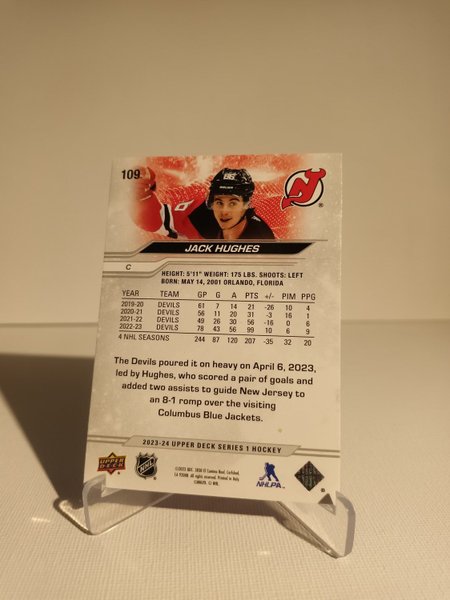 109
86
JACK HUGHES
C
HEIGHT: 5'11" WEIGHT: 175 LBS. SHOOTS: LEFT
BORN: MAY 14, 2001 ORLANDO, FLORIDA
YEAR TEAM GP G A PTS +/- PIM PPG
2019-20 DEVILS 61 7 14 21 -26 10 4
2020-21 DEVILS 56 11 20 31 -3 16 1
2021-22 DEVILS 49 26 30 56 -16 0 6
2022-23 DEVILS 78 43 56 99 10 6 9
4 NHL SEASONS 244 87 120 207 -35 32 20
The Devils poured it on heavy on April 6, 2023,
led by Hughes, who scored a pair of goals and
added two assists to guide New Jersey to
an 8-1 romp over the visiting
Columbus Blue Jackets.
2023-24 UPPER DECK SERIES 1 HOCKEY
UPPER DECK
NHL
NHLPA